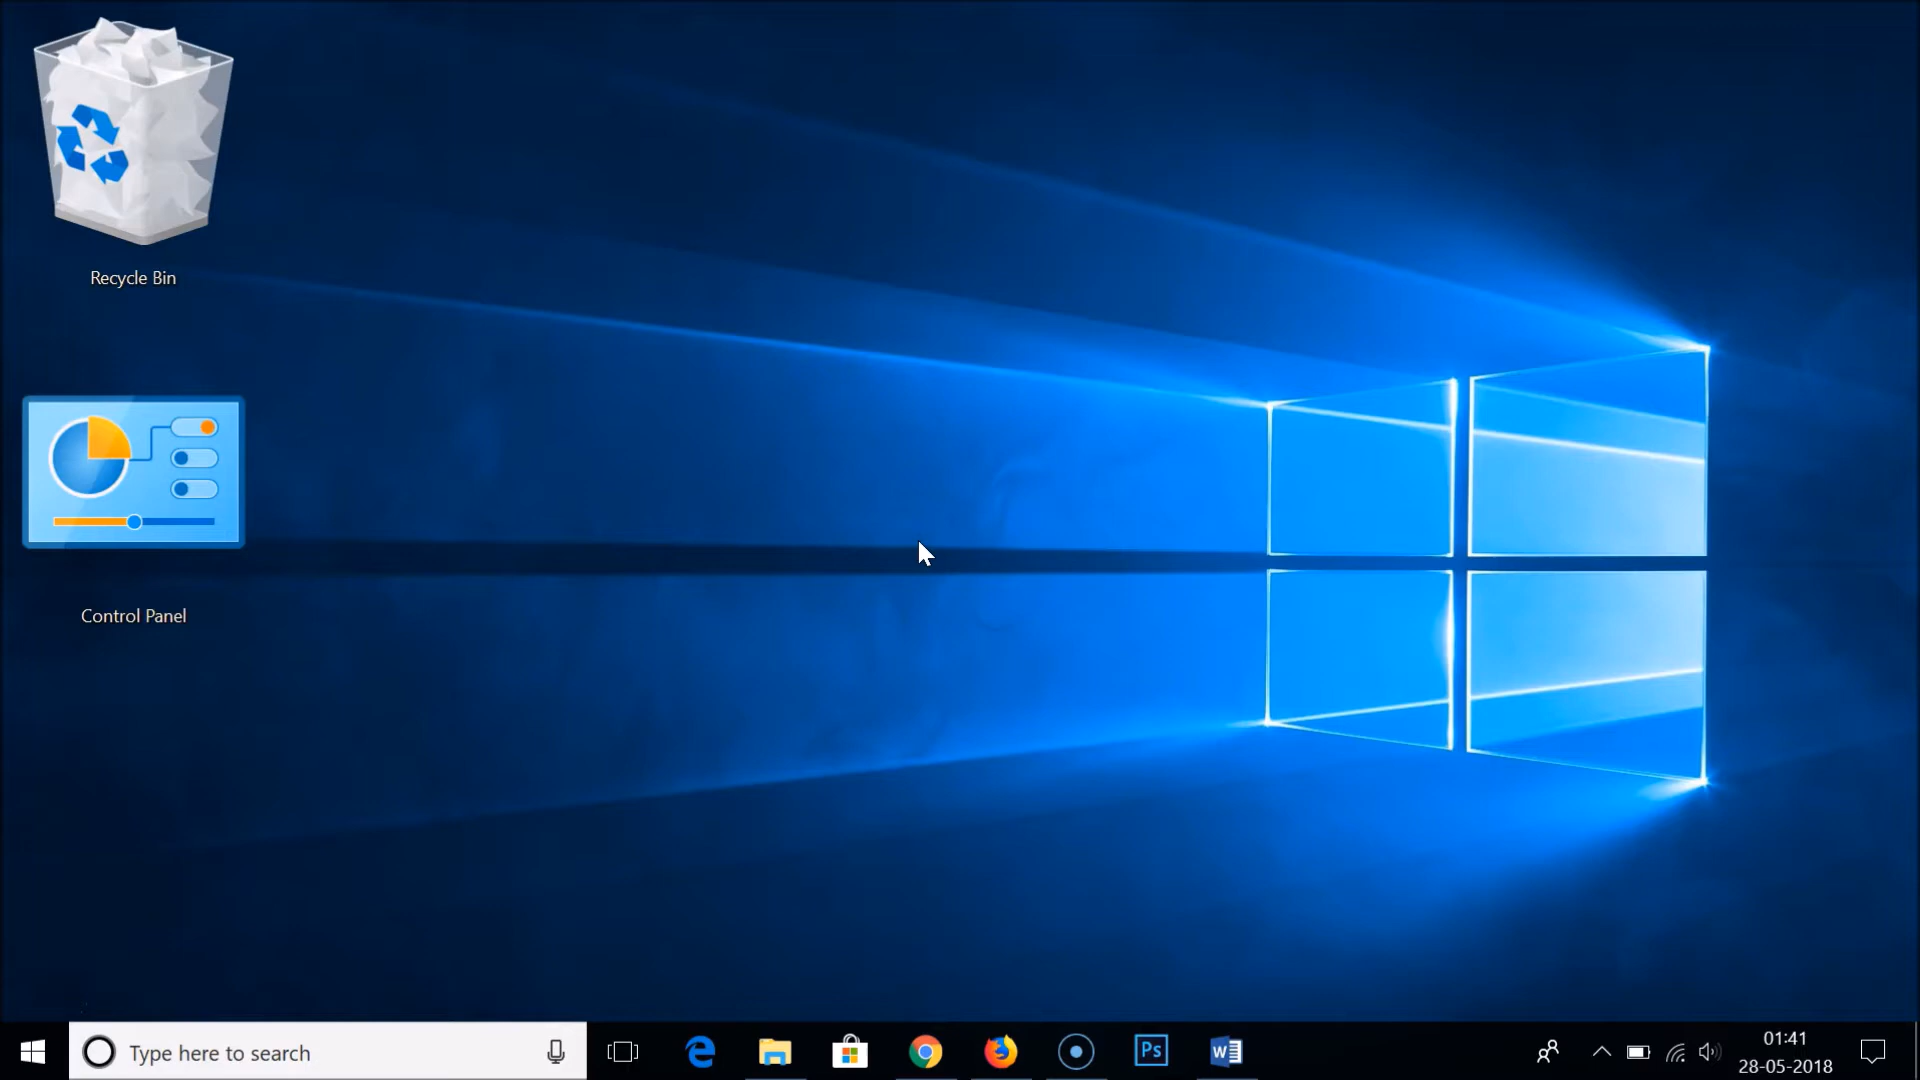 Recycle Bin
Control Panel
Type here to search
Ps
W
01:41
28-05-2018